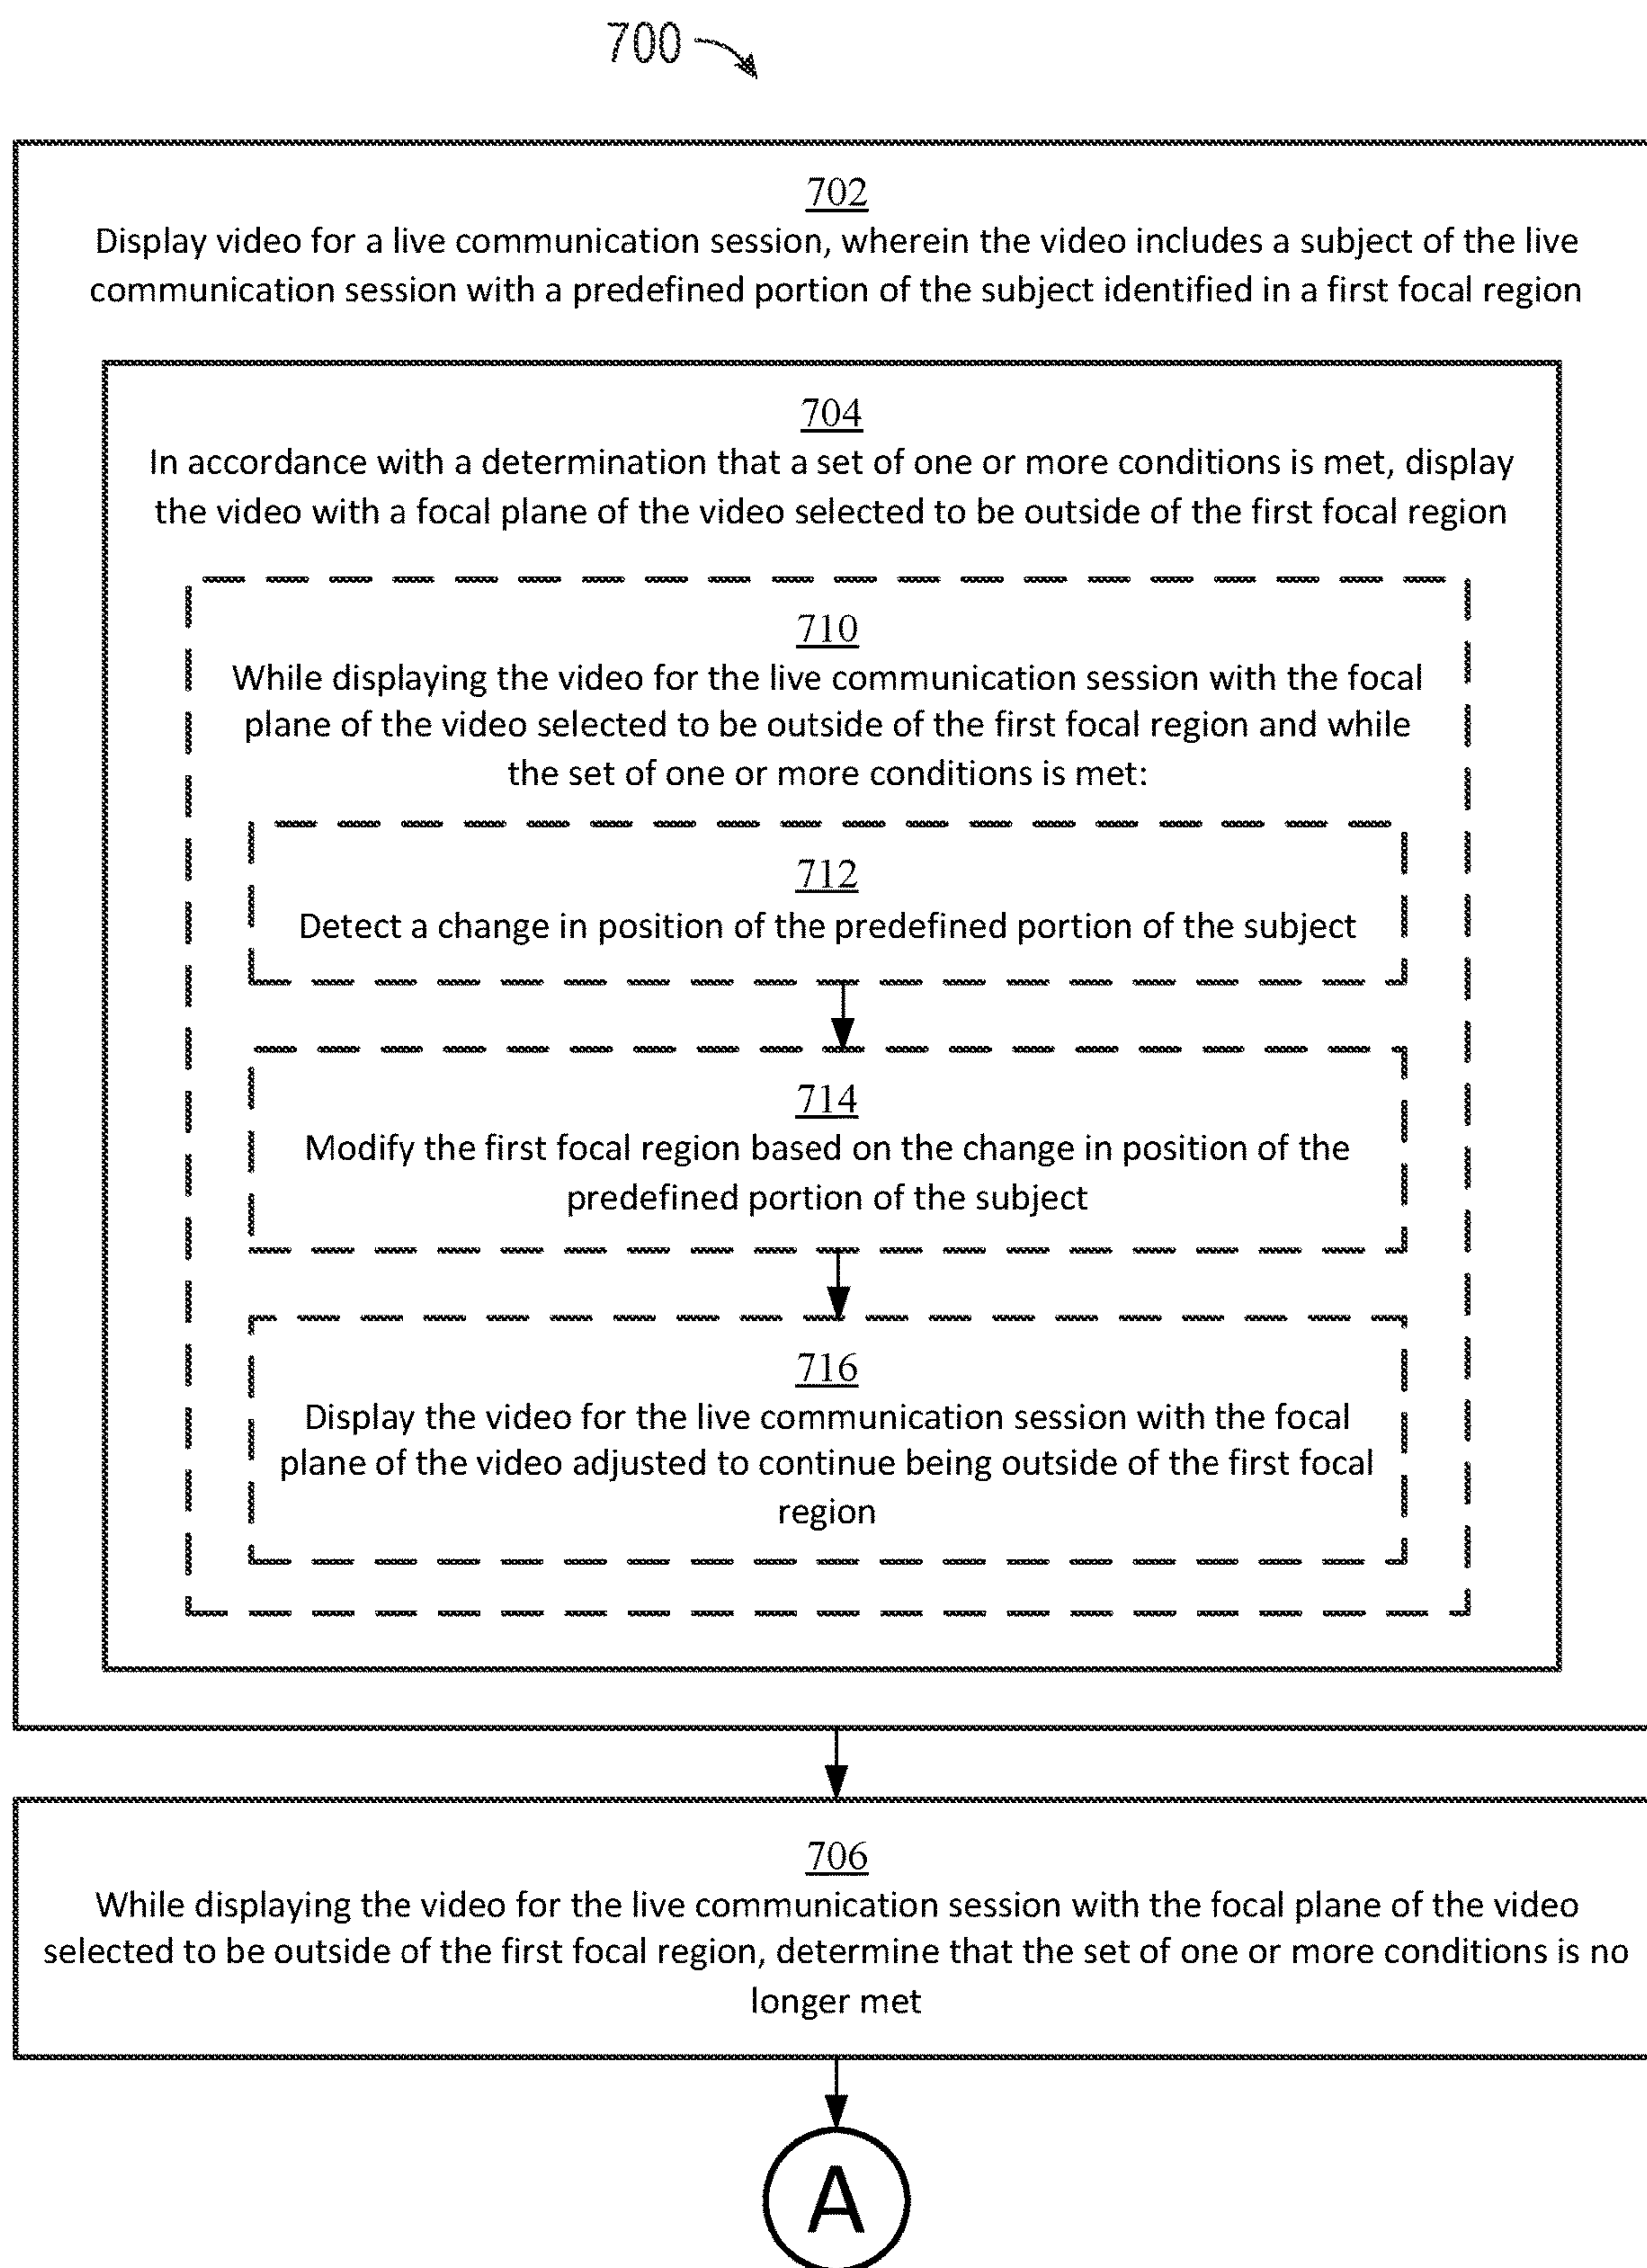 700
702
Display video for a live communication session, wherein the video includes a subject of the live
communication session with a predefined portion of the subject identified in a first focal region
704
In accordance with a determination that a set of one or more conditions is met, display
the video with a focal plane of the video selected to be outside of the first focal region
710
While displaying the video for the live communication session with the focal
plane of the video selected to be outside of the first focal region and while
the set of one or more conditions is met:
712
Detect a change in position of the predefined portion of the subject
714
Modify the first focal region based on the change in position of the
predefined portion of the subject
716
Display the video for the live communication session with the focal
plane of the video adjusted to continue being outside of the first focal
region
706
While displaying the video for the live communication session with the focal plane of the video
selected to be outside of the first focal region, determine that the set of one or more conditions is no
longer met
A